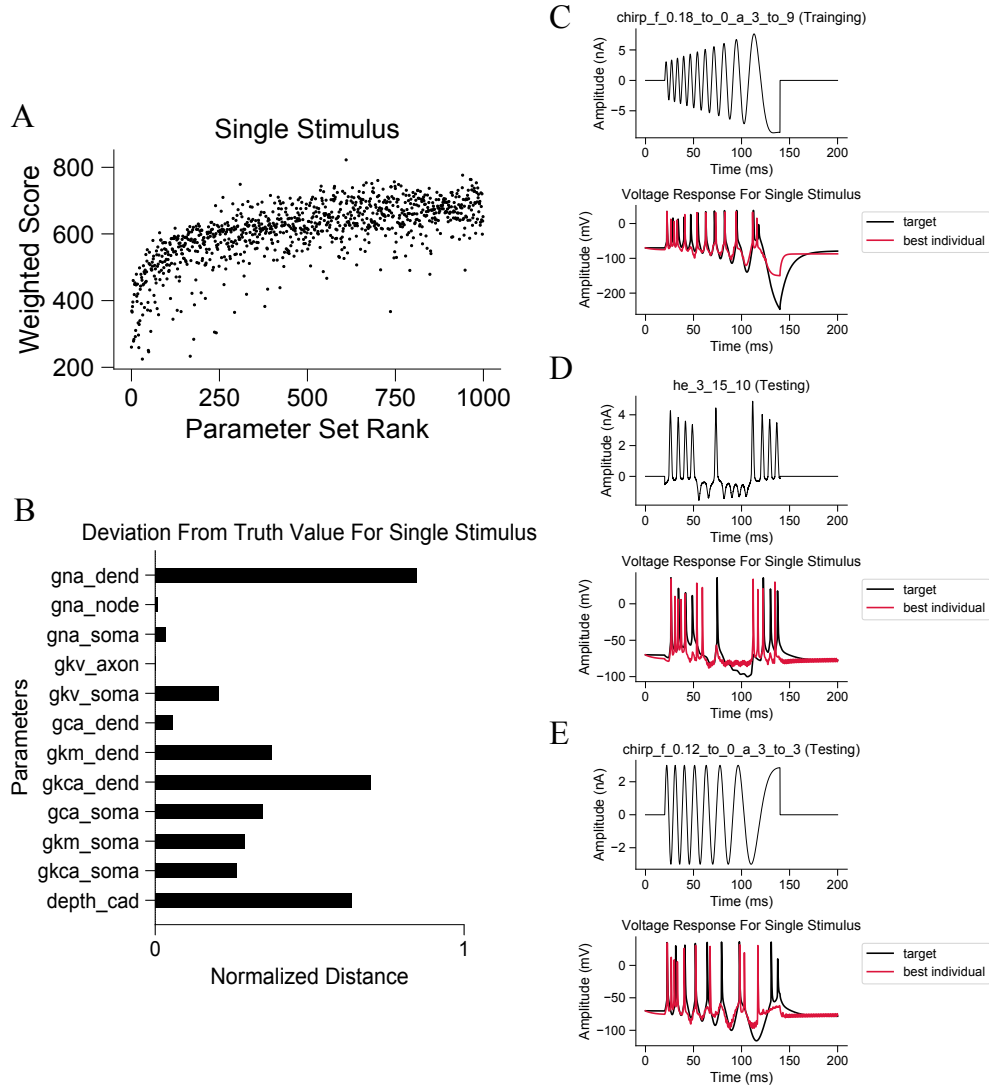 A
Single Stimulus
Weighted Score
800
600
400
200
0
250
500
750
1000
Parameter Set Rank
B
Deviation From Truth Value For Single Stimulus
Parameters
gna_dend
gna_node
gna_soma
gkv_axon
gkv_soma
gca_dend
gkm_dend
gkca_dend
gca_soma
gkm_soma
gkca_soma
depth_cad
0
1
Normalized Distance
C
chirp_f_0.18_to_0_a_3_to_9 (Trainging)
Amplitude (nA)
5
0
−5
0
50
100
150
200
Time (ms)
Voltage Response For Single Stimulus
Amplitude (mV)
0
−100
−200
0
50
100
150
200
Time (ms)
target
best individual
D
he_3_15_10 (Testing)
Amplitude (nA)
4
2
0
0
50
100
150
200
Time (ms)
Voltage Response For Single Stimulus
Amplitude (mV)
0
−50
−100
0
50
100
150
200
Time (ms)
target
best individual
E
chirp_f_0.12_to_0_a_3_to_3 (Testing)
Amplitude (nA)
2
0
−2
0
50
100
150
200
Time (ms)
Voltage Response For Single Stimulus
Amplitude (mV)
0
−50
−100
0
50
100
150
200
Time (ms)
target
best individual